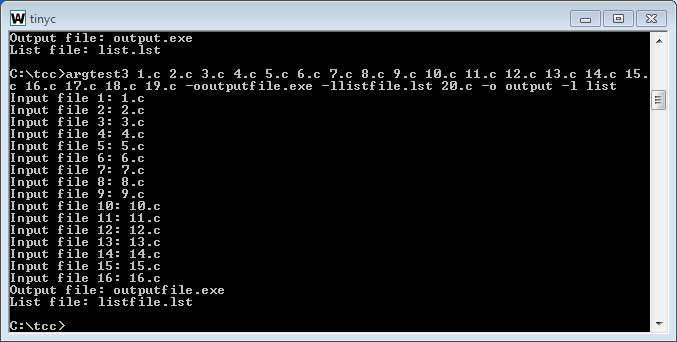 tinyc
Output file: output.exe
List file: list.lst
C:\tcc>argtest3 1.c 2.c 3.c 4.c 5.c 6.c 7.c 8.c 9.c 10.c 11.c 12.c 13.c 14.c 15.
c 16.c 17.c 18.c 19.c -ooutputfile.exe -llistfile.lst 20.c -o output -l list
Input file 1: 1.c
Input file 2: 2.c
Input file 3: 3.c
Input file 4: 4.c
Input file 5: 5.c
Input file 6: 6.c
Input file 7: 7.c
Input file 8: 8.c
Input file 9: 9.c
Input file 10: 10.c
Input file 11: 11.c
Input file 12: 12.c
Input file 13: 13.c
Input file 14: 14.c
Input file 15: 15.c
Input file 16: 16.c
Output file: outputfile.exe
List file: listfile.lst
C:\tcc>